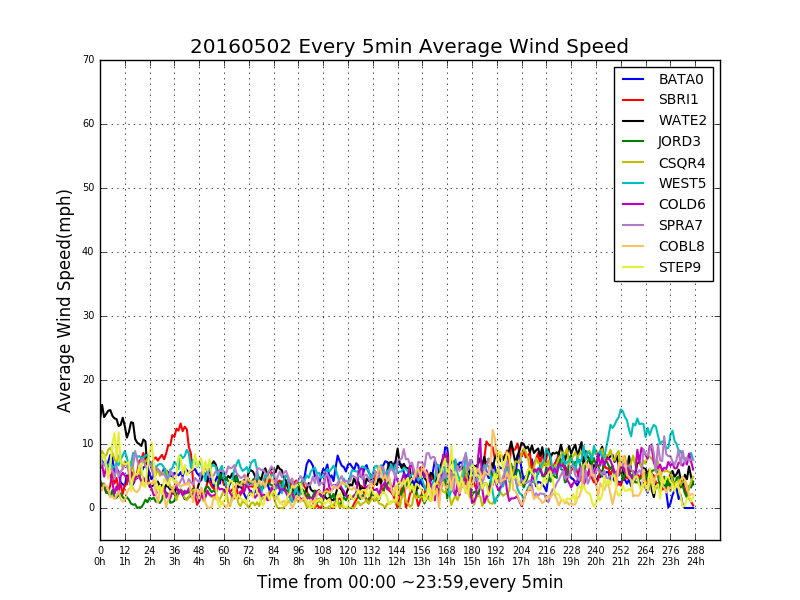 20160502 Every 5min Average Wind Speed
70
60
50
40
30
20
10
0
Average Wind Speed(mph)
BATA0
SBRI1
WATE2
JORD3
CSQR4
WEST5
COLD6
SPRA7
COBL8
STEP9
0 12 24 36 48 60 72 84 96 108 120 132 144 156 168 180 192 204 216 228 240 252 264 276 288
0h 1h 2h 3h 4h 5h 6h 7h 8h 9h 10h 11h 12h 13h 14h 15h 16h 17h 18h 19h 20h 21h 22h 23h 24h
Time from 00:00 ~23:59,every 5min